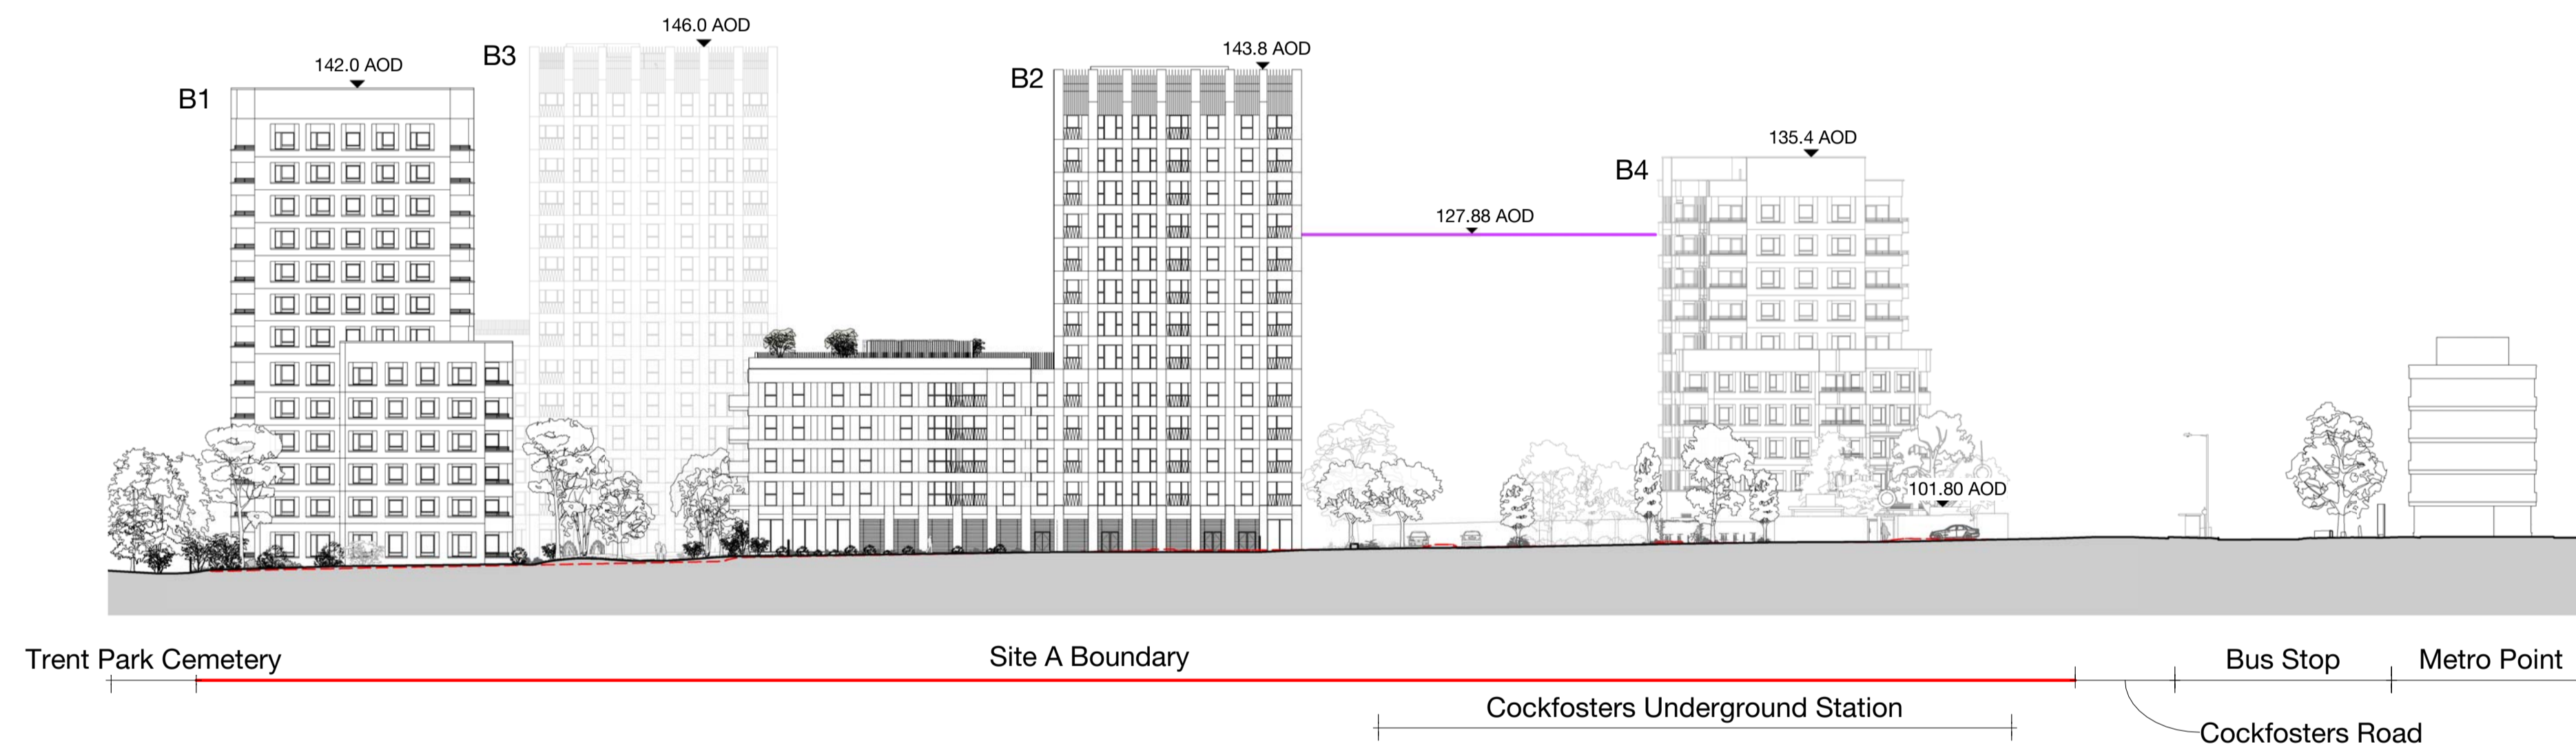 146.0 AOD
B3
143.8 AOD
142.0 AOD
B2
B1
135.4 AOD
B4
127.88 AOD
101.80 AOD
Trent Park Cemetery
Site A Boundary
Bus Stop
Metro Point
Cockfosters Underground Station
Cockfosters Road